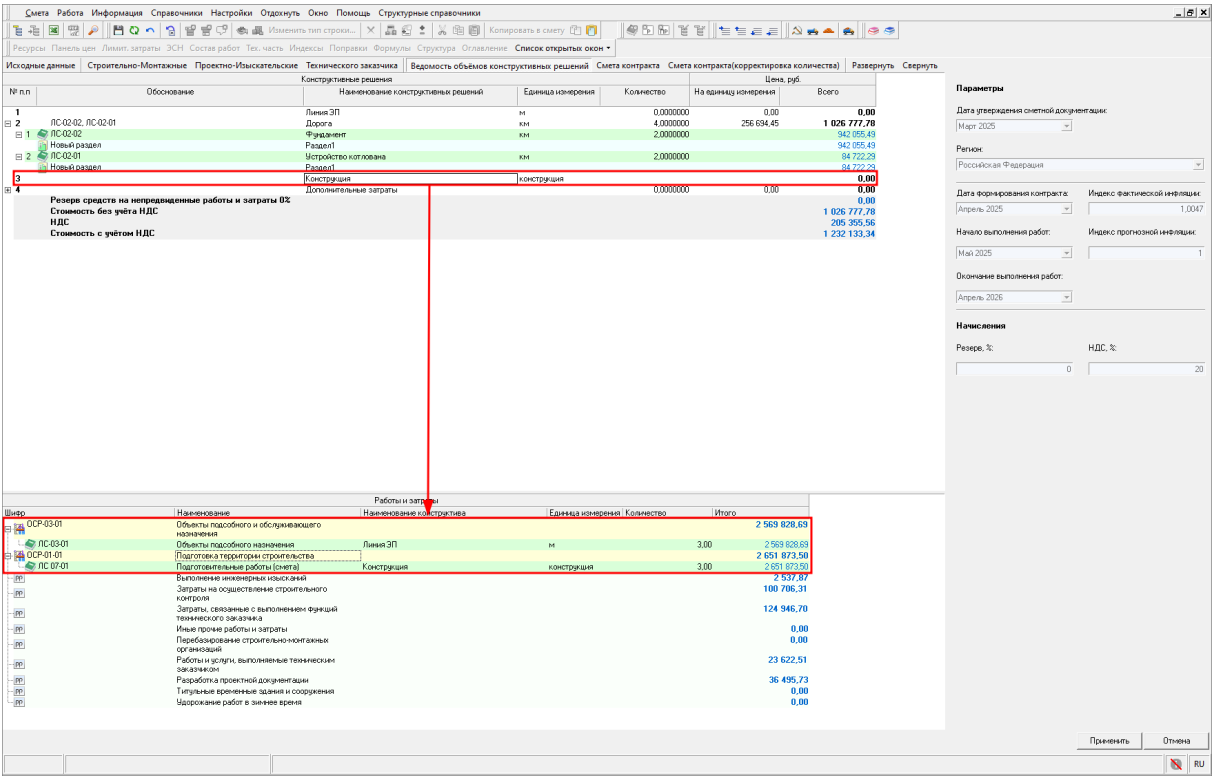 Смета Работа Информация Справочники Настройки Отдохнуть Окно Помощь Структурные справочники
Изменить тип строки... Копировать в смету
Ресурсы Панель цен Лимит. затраты ЭСН Состав работ Тех. часть Индексы Поправки Формулы Структура Оглавление Список открытых окон
Исходные данные Строительно-Монтажные Проектно-Изыскательские Технического заказчика Ведомость объёмов конструктивных решений Смета контракта Смета контракта(корректировка количества) Развернуть Свернуть
Конструктивные решения Цена, руб.
№ п.п Обоснование Наименование конструктивных решений Единица измерения Количество На единицу измерения Всего
1 Линия ЭП м 0,0000000 0,00 0,00
2 ЛС-02-02, ЛС-02-01 Дорога км 4,0000000 256 694,45 1 026 777,78
1 ЛС-02-02 Фундамент км 2,0000000 942 055,49
Новый раздел Раздел1 942 055,49
2 ЛС-02-01 Устройство котлована км 2,0000000 84 722,29
Новый раздел Раздел1 84 722,29
3 Конструкция конструкция 0,00
4 Дополнительные затраты 0,0000000 0,00 0,00
Резерв средств на непредвиденные работы и затраты 0% 0,00
Стоимость без учёта НДС 1 026 777,78
НДС 205 355,56
Стоимость с учётом НДС 1 232 133,34
Параметры
Дата утверждения сметной документации:
Март 2025
Регион:
Российская Федерация
Дата формирования контракта: Индекс фактической инфляции:
Апрель 2025 1,0047
Начало выполнения работ: Индекс прогнозной инфляции:
Май 2025 1
Окончание выполнения работ:
Апрель 2026
Начисления
Резерв, %: НДС, %:
0 20
Работы и затраты
Шифр Наименование Наименование конструктива Единица измерения Количество Итого
ОСР-03-01 Объекты подсобного и обслуживающего назначения 2 569 828,69
ЛС-03-01 Объекты подсобного назначения Линия ЭП м 3,00 2 569 828,69
ОСР-01-01 Подготовка территории строительства 2 651 873,50
ЛС 07-01 Подготовительные работы (смета) Конструкция конструкция 3,00 2 651 873,50
РР Выполнение инженерных изысканий 2 537,87
РР Затраты на осуществление строительного контроля 100 706,31
РР Затраты, связанные с выполнением функций технического заказчика 124 946,70
РР Иные прочие работы и затраты 0,00
РР Перебазирование строительно-монтажных организаций 0,00
РР Работы и услуги, выполняемые техническим заказчиком 23 622,51
РР Разработка проектной документации 36 495,73
РР Титульные временные здания и сооружения 0,00
РР Удорожание работ в зимнее время 0,00
Применить Отмена
RU